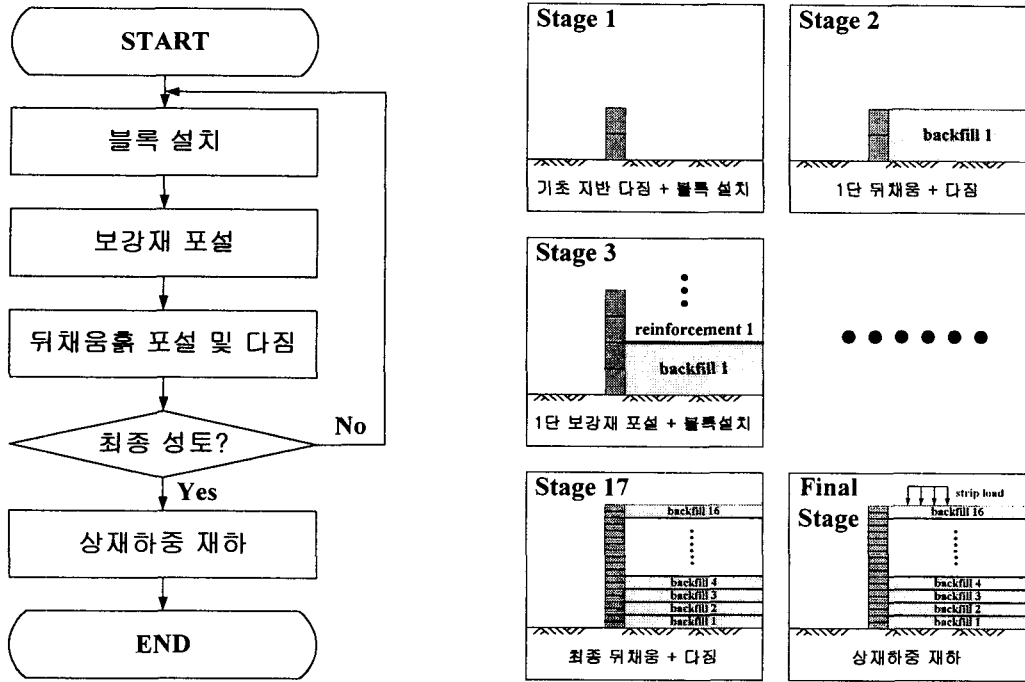 START
블록 설치
보강재 포설
뒤채움흙 포설 및 다짐
최종 성토?
No
Yes
상재하중 재하
END
Stage 1
기초 지반 다짐 + 블록 설치
Stage 2
backfill 1
1단 뒤채움 + 다짐
Stage 3
reinforcement 1
backfill 1
1단 보강재 포설 + 블록설치
Stage 17
backfill 16
backfill 4
backfill 3
backfill 2
backfill 1
최종 뒤채움 + 다짐
Final
Stage
strip load
backfill 16
backfill 4
backfill 3
backfill 2
backfill 1
상재하중 재하